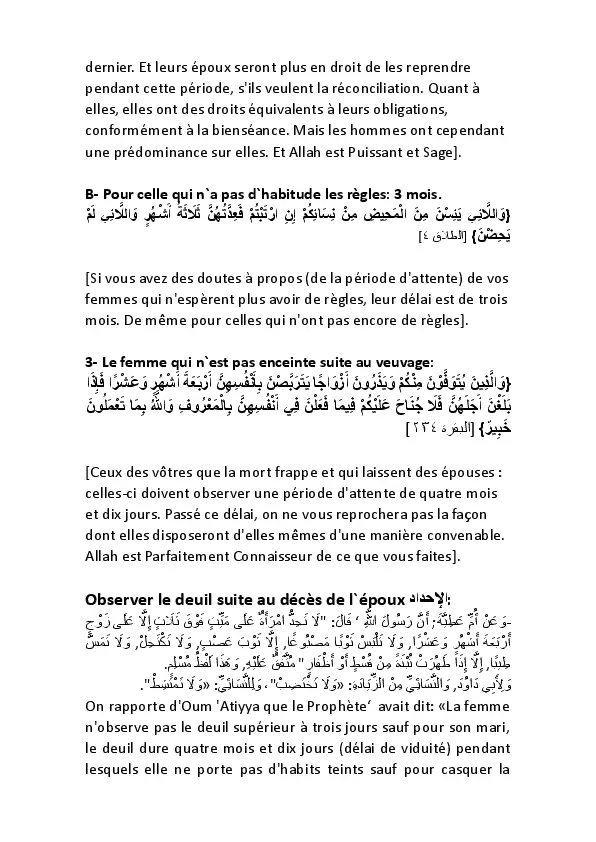 dernier. Et leurs époux seront plus en droit de les reprendre
pendant cette période, s'ils veulent la réconciliation. Quant à
elles, elles ont des droits équivalents à leurs obligations,
conformément à la bienséance. Mais les hommes ont cependant
une prédominance sur elles. Et Allah est Puissant et Sage].
B- Pour celle qui n`a pas d`habitude les règles: 3 mois.
{وَاللَّائِي يَئِسْنَ مِنَ الْمَحِيضِ مِنْ نِسَائِكُمْ إِنِ ارْتَبْتُمْ فَعِدَّتُهُنَّ ثَلَاثَةُ أَشْهُرٍ وَاللَّائِي لَمْ
يَحِضْنَ} [الطلاق ٤]
[Si vous avez des doutes à propos (de la période d'attente) de vos
femmes qui n'espèrent plus avoir de règles, leur délai est de trois
mois. De même pour celles qui n'ont pas encore de règles].
3- Le femme qui n`est pas enceinte suite au veuvage:
{وَالَّذِينَ يُتَوَفَّوْنَ مِنْكُمْ وَيَذَرُونَ أَزْوَاجًا يَتَرَبَّصْنَ بِأَنْفُسِهِنَّ أَرْبَعَةَ أَشْهُرٍ وَعَشْرًا فَإِذَا
بَلَغْنَ أَجَلَهُنَّ فَلَا جُنَاحَ عَلَيْكُمْ فِيمَا فَعَلْنَ فِي أَنْفُسِهِنَّ بِالْمَعْرُوفِ وَاللَّهُ بِمَا تَعْمَلُونَ
خَبِيرٌ} [البقرة ٢٣٤ ]
[Ceux des vôtres que la mort frappe et qui laissent des épouses :
celles-ci doivent observer une période d'attente de quatre mois
et dix jours. Passé ce délai, on ne vous reprochera pas la façon
dont elles disposeront d'elles mêmes d'une manière convenable.
Allah est Parfaitement Connaisseur de ce que vous faites].
Observer le deuil suite au décès de l`époux الإحداد:
-وَعَنْ أُمِّ عَطِيَّةَ; أَنَّ رَسُولَ اللَّهِ ‘ قَالَ: "لَا تَحِدُّ اِمْرَأَةٌ عَلَى مَيِّتٍ فَوْقَ ثَلَاثٍ إِلَّا عَلَى زَوْجٍ
أَرْبَعَةَ أَشْهُرٍ وَعَشْرًا, وَلَا تَلْبَسْ ثَوْبًا مَصْبُوغًا, إِلَّا ثَوْبَ عَصْبٍ, وَلَا تَكْتَحِلْ, وَلَا تَمَسَّ
طِيبًا, إِلَّا إِذَا طَهُرَتْ نُبْذَةً مِنْ قُسْطٍ أَوْ أَظْفَارٍ " مُتَّفَقٌ عَلَيْهِ, وَهَذَا لَفْظُ مُسْلِمٍ.
وَلِأَبِي دَاوُدَ, وَالنَّسَائِيِّ مِنْ الزِّيَادَةِ: «وَلَا تَخْتَضِبْ", وَلِلنَّسَائِيِّ: «وَلَا تَمْتَشِطْ".
On rapporte d'Oum 'Atiyya que le Prophète‘ avait dit: «La femme
n'observe pas le deuil supérieur à trois jours sauf pour son mari,
le deuil dure quatre mois et dix jours (délai de viduité) pendant
lesquels elle ne porte pas d'habits teints sauf pour casquer la